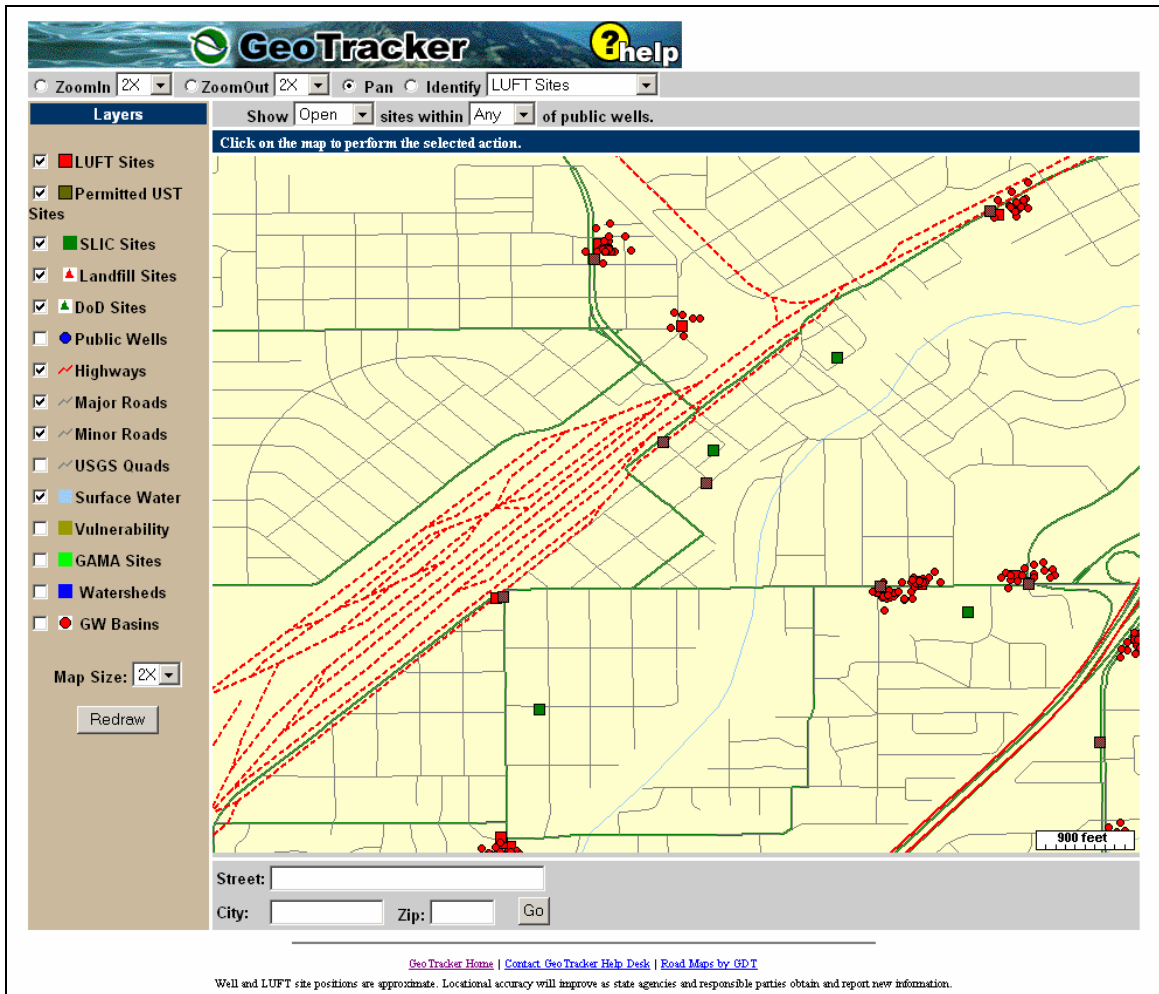 GeoTracker ?help
ZoomIn 2X ZoomOut 2X Pan Identify LUFT Sites
Layers
Show Open sites within Any of public wells.
Click on the map to perform the selected action.
LUFT Sites
Permitted UST
Sites
SLIC Sites
Landfill Sites
DoD Sites
Public Wells
Highways
Major Roads
Minor Roads
USGS Quads
Surface Water
Vulnerability
GAMA Sites
Watersheds
GW Basins
Map Size: 2X
Redraw
900 feet
Street:
City: Zip: Go
GeoTracker Home | Contact GeoTracker Help Desk | Road Maps by GDT
Well and LUFT site positions are approximate. Locational accuracy will improve as state agencies and responsible parties obtain and report new information.